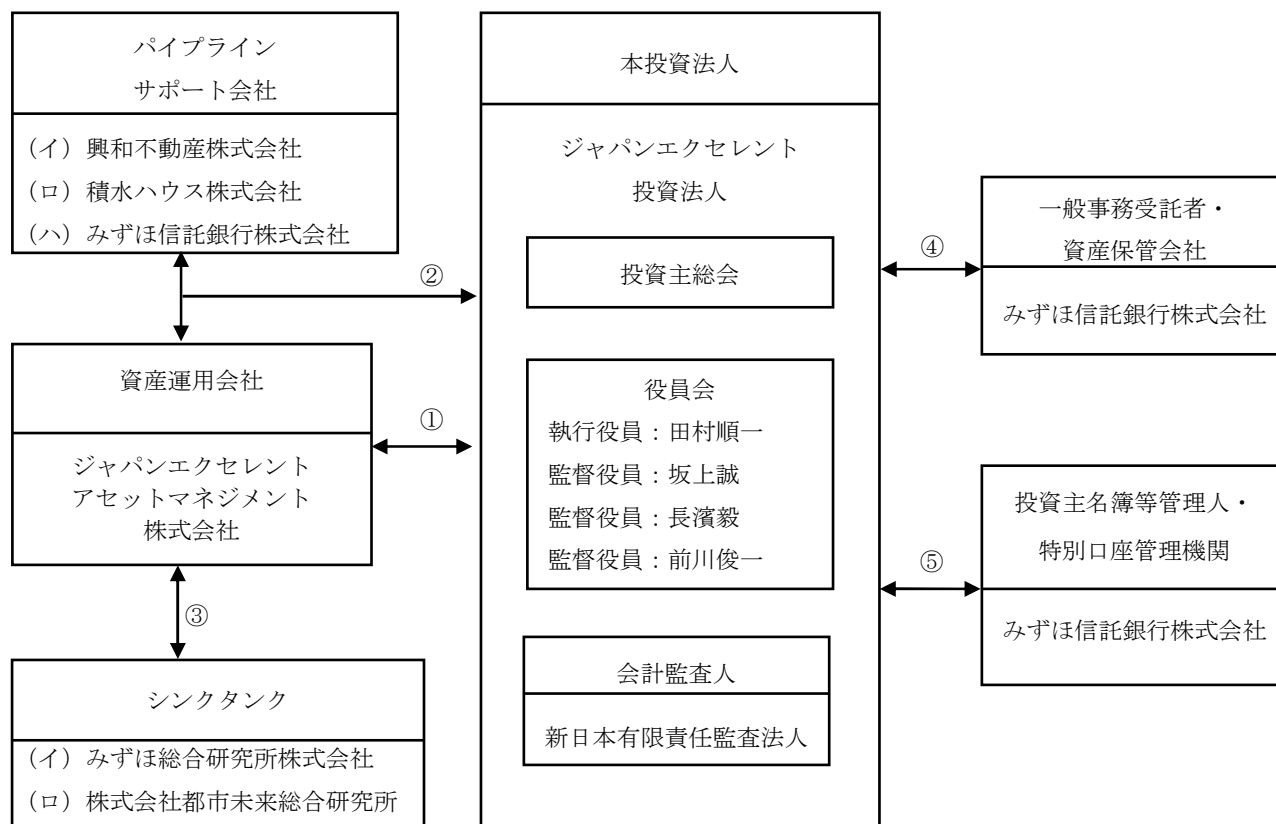 パイプライン
サポート会社
(イ) 興和不動産株式会社
(ロ) 積水ハウス株式会社
(ハ) みずほ信託銀行株式会社
②
資産運用会社
ジャパンエクセレント
アセットマネジメント
株式会社
①
③
シンクタンク
(イ) みずほ総合研究所株式会社
(ロ) 株式会社都市未来総合研究所
本投資法人
ジャパンエクセレント
投資法人
投資主総会
役員会
執行役員：田村順一
監督役員：坂上誠
監督役員：長濱毅
監督役員：前川俊一
会計監査人
新日本有限責任監査法人
④
一般事務受託者・
資産保管会社
みずほ信託銀行株式会社
⑤
投資主名簿等管理人・
特別口座管理機関
みずほ信託銀行株式会社